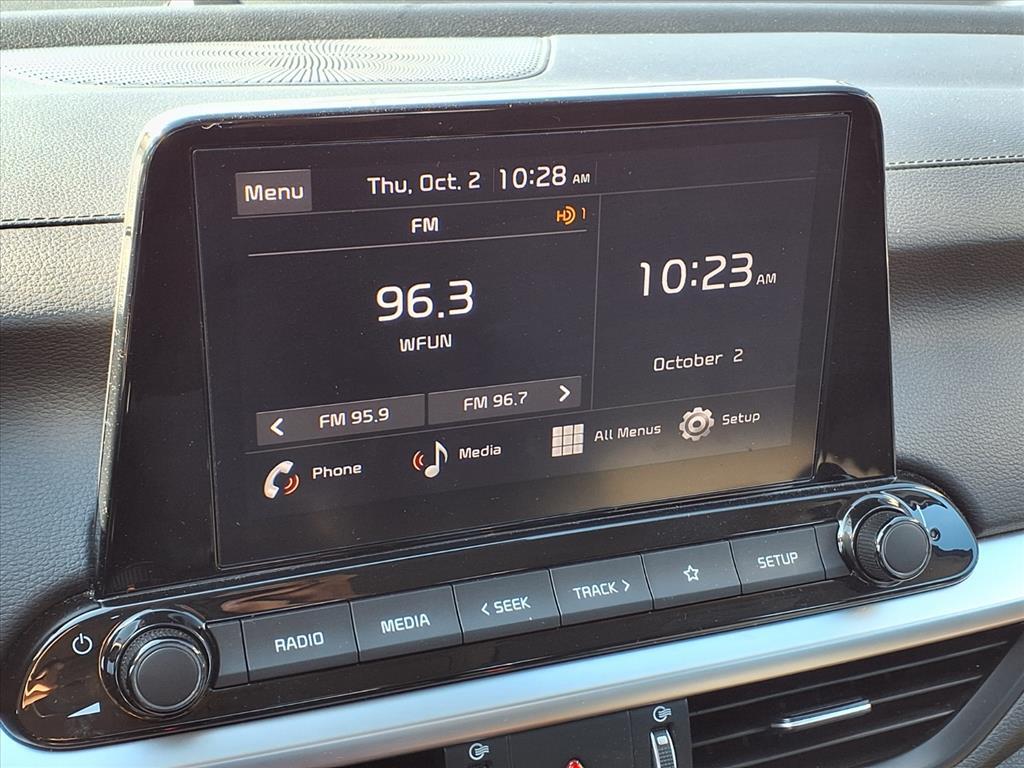 Menu
Thu, Oct. 2 10:28 AM
FM
HD 1
96.3
WFUN
10:23 AM
October 2
< FM 95.9
FM 96.7 >
Phone
Media
All Menus
Setup
RADIO
MEDIA
< SEEK
TRACK >
SETUP